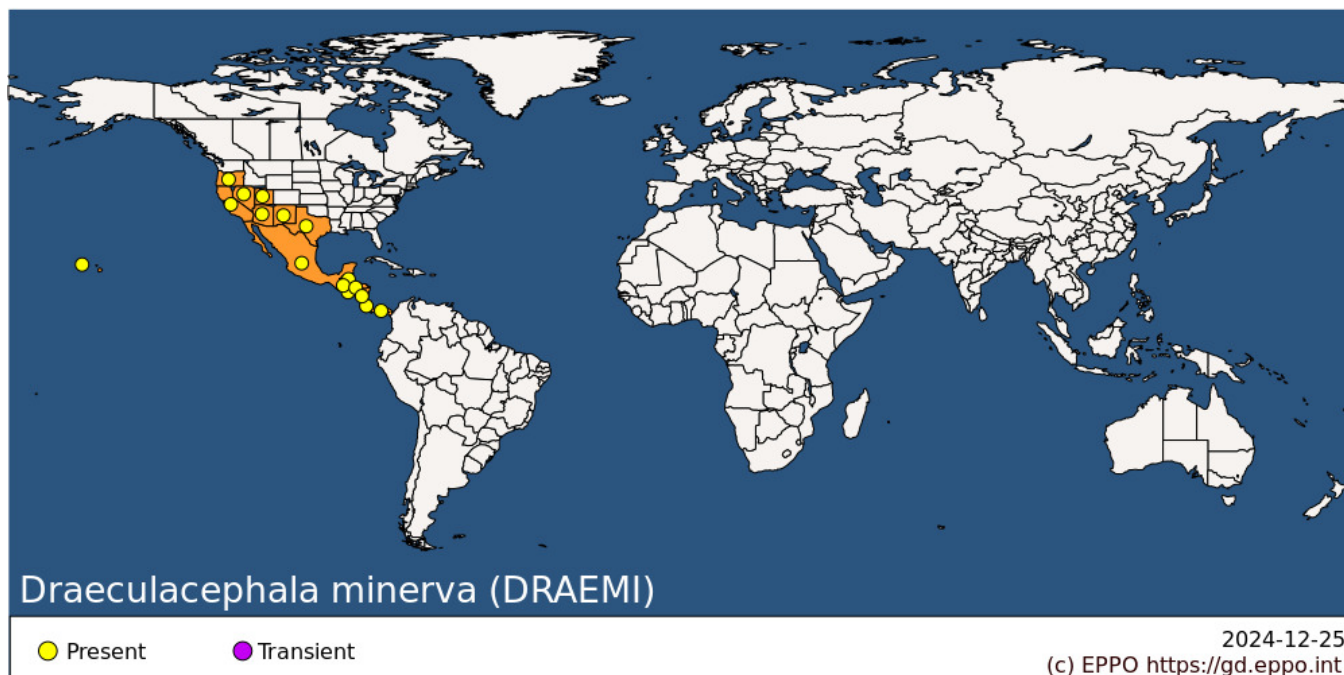 Draeculacephala minerva (DRAEMI)
Present
Transient
2024-12-25
(c) EPPO https://gd.eppo.int